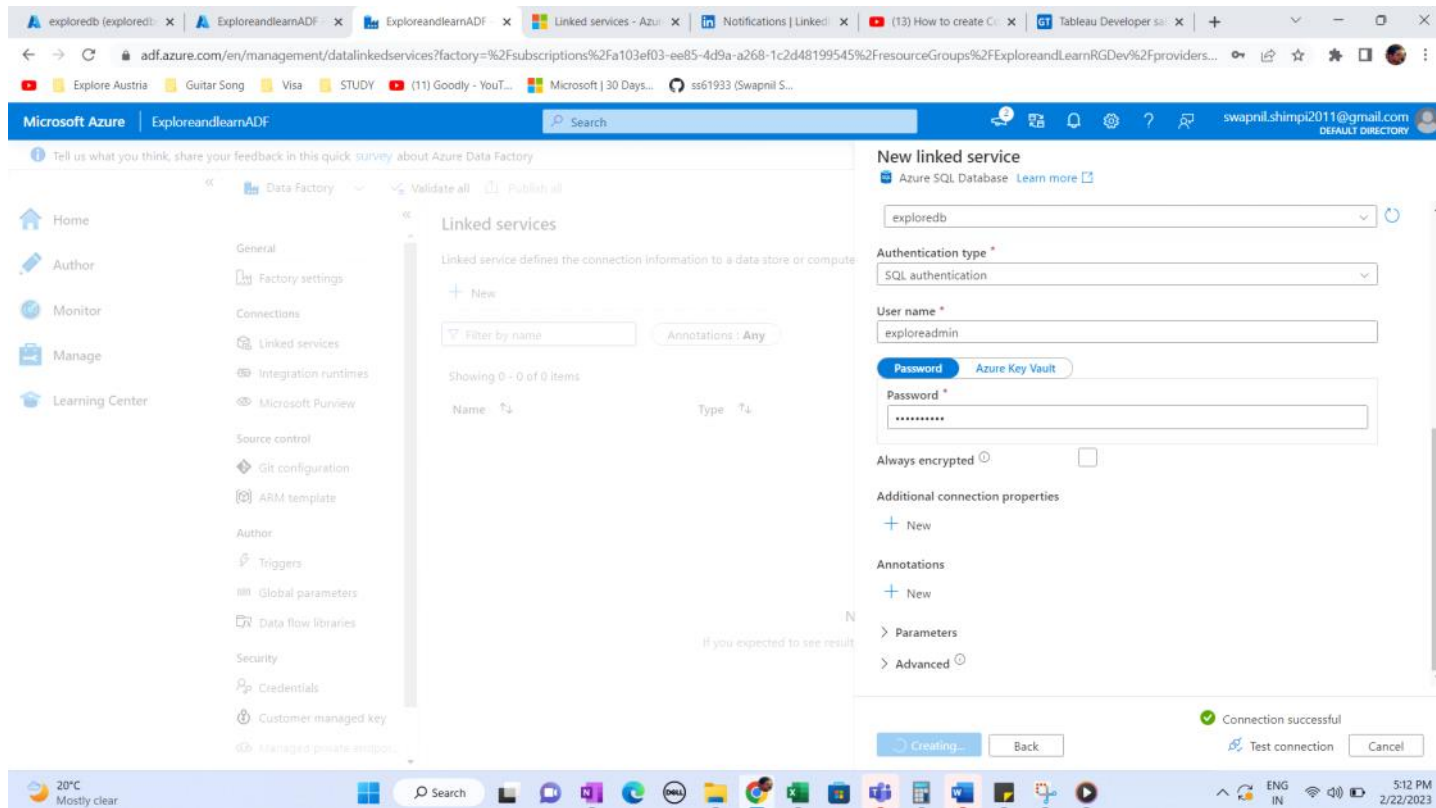 exploredb (exploredb
ExploreandlearnADF
ExploreandlearnADF
Linked services - Azu
Notifications | Linked
(13) How to create Co
Tableau Developer sa
adf.azure.com/en/management/datalinkedservices?factory=%2Fsubscriptions%2Fa103ef03-ee85-4d9a-a268-1c2d48199545%2FresourceGroups%2FExploreandLearnRGDev%2Fproviders...
Explore Austria
Guitar Song
Visa
STUDY
(11) Goodly - YouT...
Microsoft | 30 Days...
ss61933 (Swapnil S...
Microsoft Azure
ExploreandlearnADF
Search
2
swapnil.shimpi2011@gmail.com
DEFAULT DIRECTORY
Tell us what you think, share your feedback in this quick survey about Azure Data Factory
Data Factory
Validate all
Publish all
Home
Author
Monitor
Manage
Learning Center
General
Factory settings
Connections
Linked services
Integration runtimes
Microsoft Purview
Source control
Git configuration
ARM template
Author
Triggers
Global parameters
Data flow libraries
Security
Credentials
Customer managed key
Managed private endpoi...
Linked services
Linked service defines the connection information to a data store or compute
New
Filter by name
Annotations : Any
Showing 0 - 0 of 0 items
Name
Type
N
If you expected to see result
New linked service
Azure SQL Database Learn more
exploredb
Authentication type *
SQL authentication
User name *
exploreadmin
Password
Azure Key Vault
Password *
••••••••••
Always encrypted
Additional connection properties
New
Annotations
New
Parameters
Advanced
Connection successful
Creating...
Back
Test connection
Cancel
20°C
Mostly clear
Search
DELL
ENG
IN
5:12 PM
2/22/2023